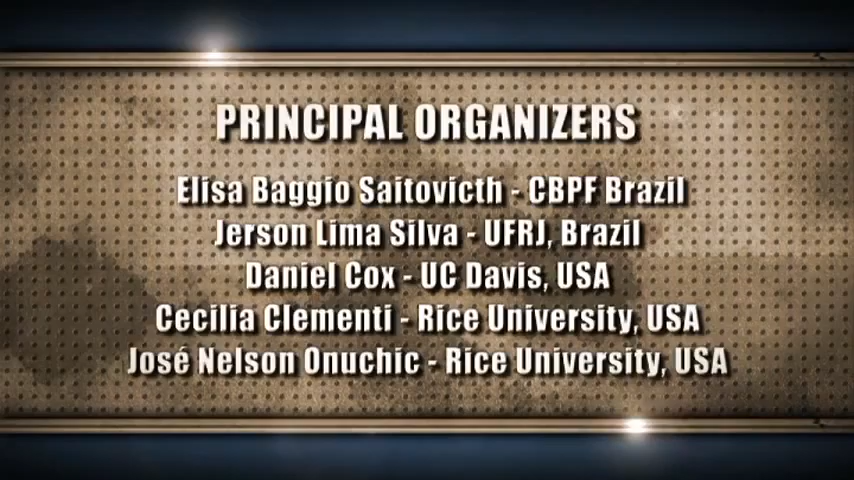 PRINCIPAL ORGANIZERS
Elisa Baggio Saitovicth - CBPF Brazil
Jerson Lima Silva - UFRJ, Brazil
Daniel Cox - UC Davis, USA
Cecilia Clementi - Rice University, USA
José Nelson Onuchic - Rice University, USA